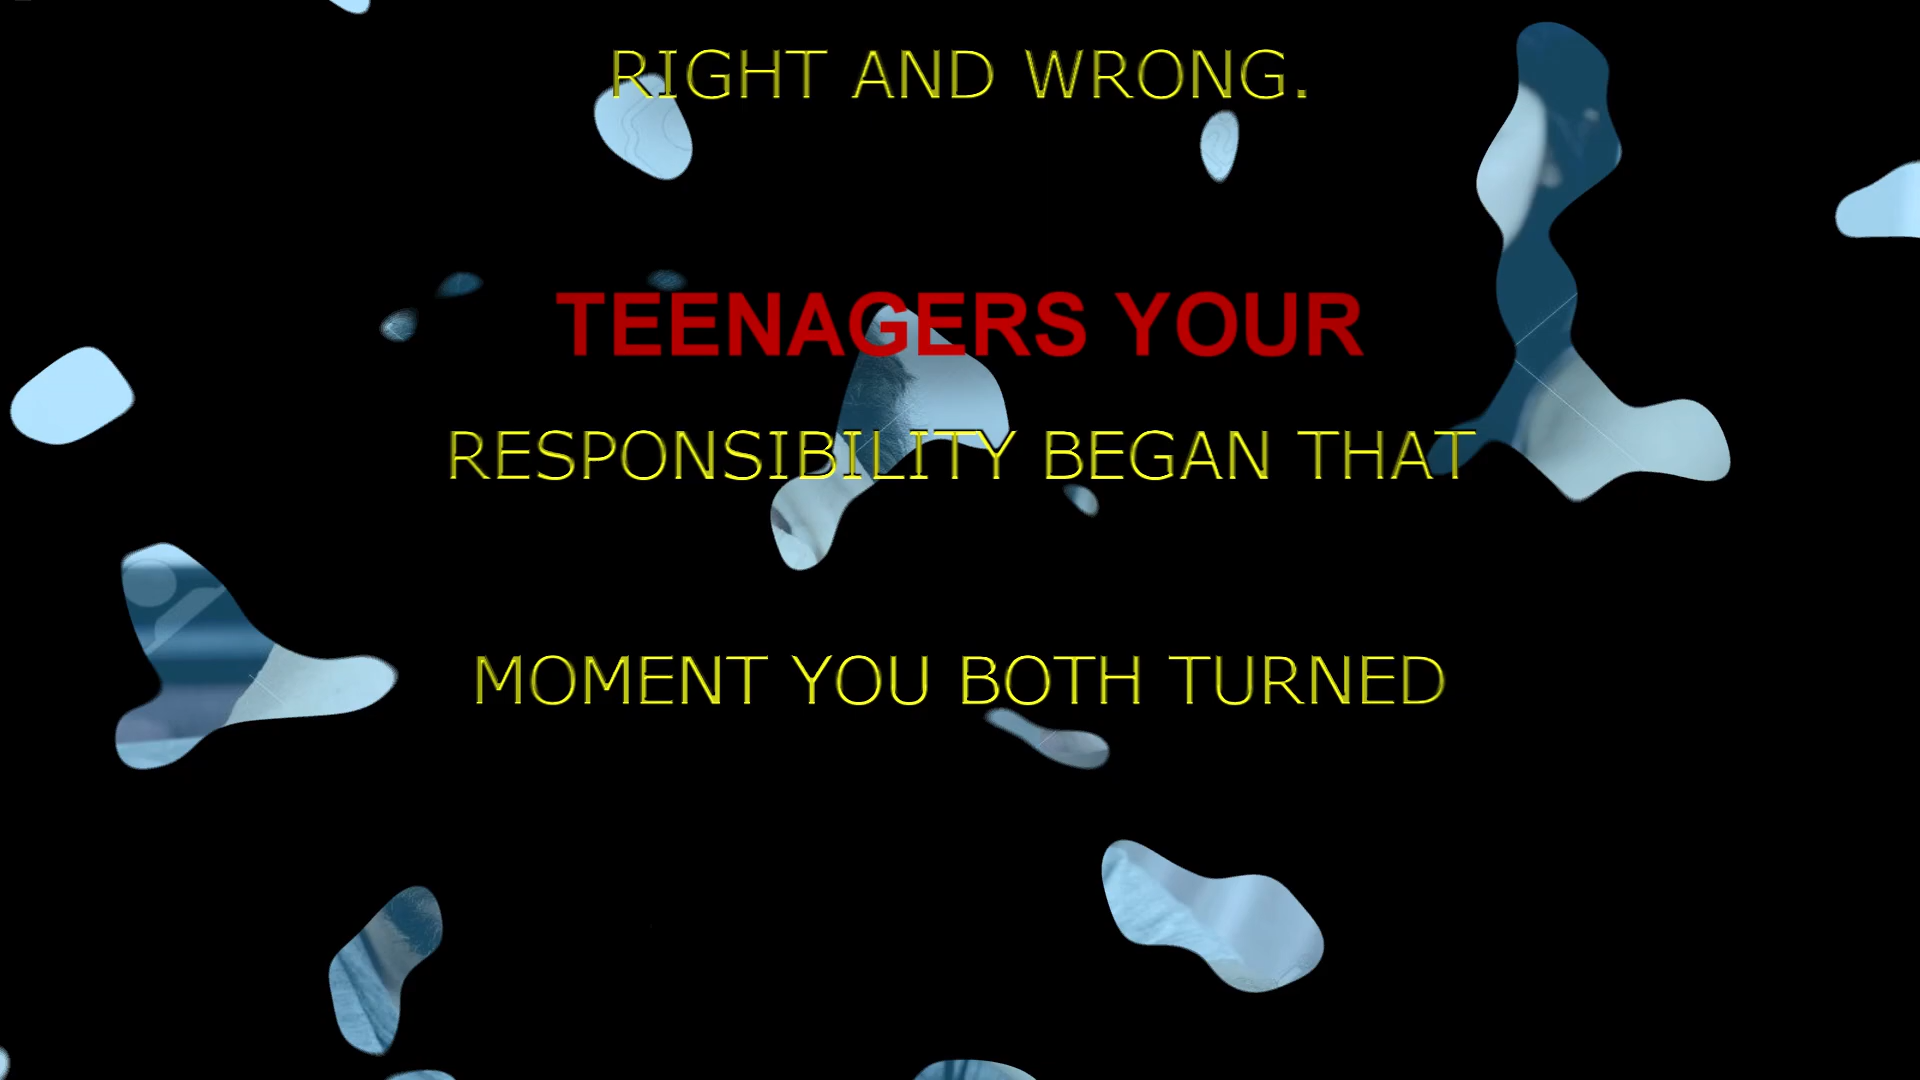 RIGHT AND WRONG.
TEENAGERS YOUR
RESPONSIBILITY BEGAN THAT
MOMENT YOU BOTH TURNED